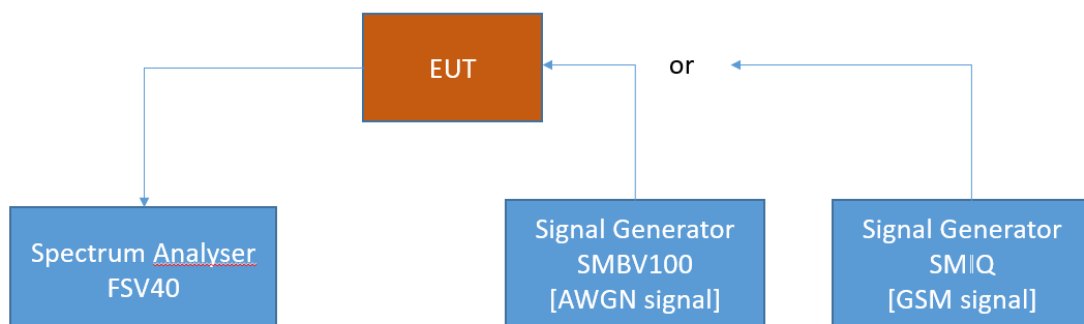 EUT
or
Spectrum Analyser
FSV40
Signal Generator
SMBV100
[AWGN signal]
Signal Generator
SMIQ
[GSM signal]